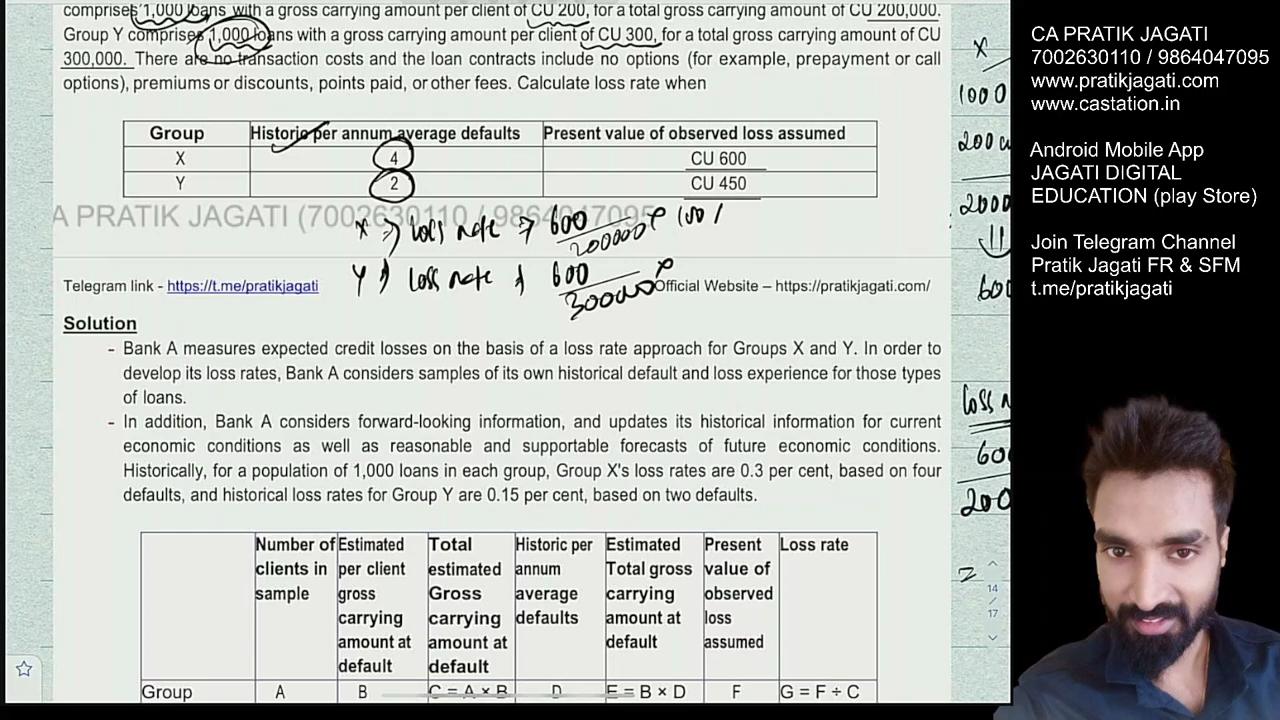 comprises 1,000 loans with a gross carrying amount per client of CU 200, for a total gross carrying amount of CU 200,000.
Group Y comprises 1,000 loans with a gross carrying amount per client of CU 300, for a total gross carrying amount of CU
300,000. There are no transaction costs and the loan contracts include no options (for example, prepayment or call
options), premiums or discounts, points paid, or other fees. Calculate loss rate when
Group Historic per annum average defaults Present value of observed loss assumed
X 4 CU 600
Y 2 CU 450
A PRATIK JAGATI (7002630110 / 9864047095
X => loss rate => 600
200000 × 100 /
Y loss rate 600
300000 ×
Telegram link - https://t.me/pratikjagati Official Website – https://pratikjagati.com/
Solution
- Bank A measures expected credit losses on the basis of a loss rate approach for Groups X and Y. In order to
develop its loss rates, Bank A considers samples of its own historical default and loss experience for those types
of loans.
- In addition, Bank A considers forward-looking information, and updates its historical information for current
economic conditions as well as reasonable and supportable forecasts of future economic conditions.
Historically, for a population of 1,000 loans in each group, Group X's loss rates are 0.3 per cent, based on four
defaults, and historical loss rates for Group Y are 0.15 per cent, based on two defaults.
Number of clients in sample
Estimated per client gross carrying amount at default
Total estimated Gross carrying amount at default
Historic per annum average defaults
Estimated Total gross carrying amount at default
Present value of observed loss assumed
Loss rate
Group A B C = A × B D E = B × D F G = F ÷ C
X
1000
200
2000
600
loss
600
200
=
14
17
CA PRATIK JAGATI
7002630110 / 9864047095
www.pratikjagati.com
www.castation.in
Android Mobile App
JAGATI DIGITAL
EDUCATION (play Store)
Join Telegram Channel
Pratik Jagati FR & SFM
t.me/pratikjagati